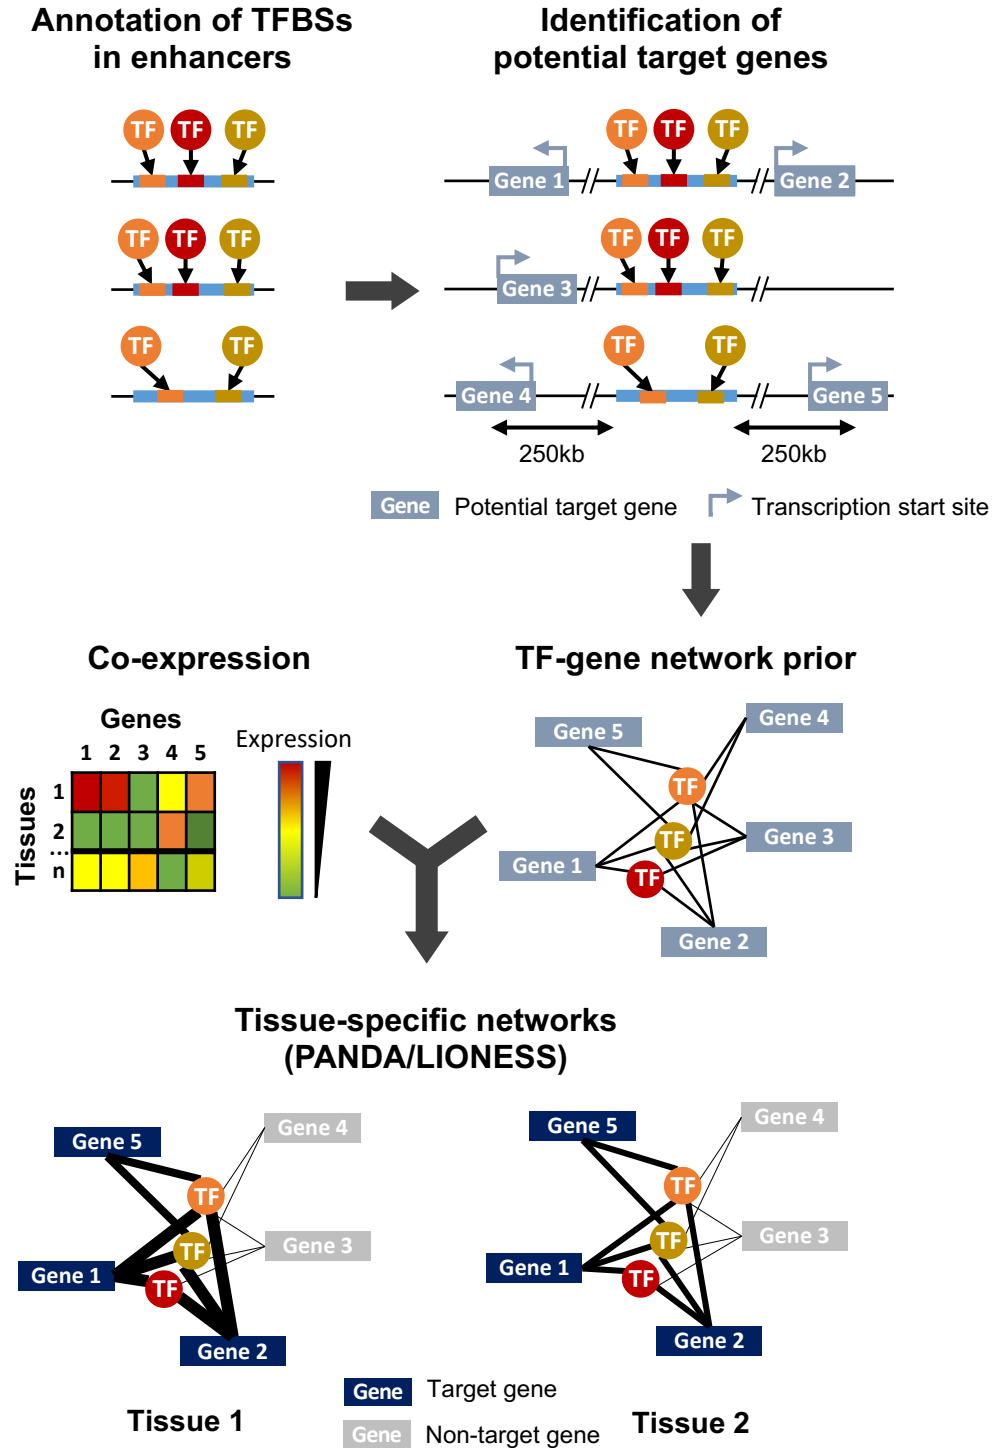 Annotation of TFBSs
in enhancers
Identification of
potential target genes
TF TF TF
TF TF TF
TF TF
TF TF TF
Gene 1 Gene 2
TF TF TF
Gene 3
TF TF
Gene 4 Gene 5
250kb 250kb
Gene Potential target gene Transcription start site
Co-expression
Genes
1 2 3 4 5
Tissues
1
2
...
n
Expression
TF-gene network prior
Gene 4
Gene 5
TF
TF
Gene 3
Gene 1
TF
Gene 2
Tissue-specific networks
(PANDA/LIONESS)
Gene 4
Gene 5
TF
TF
Gene 3
Gene 1
TF
Gene 2
Tissue 1
Gene 4
Gene 5
TF
TF
Gene 3
Gene 1
TF
Gene 2
Tissue 2
Gene Target gene
Gene Non-target gene